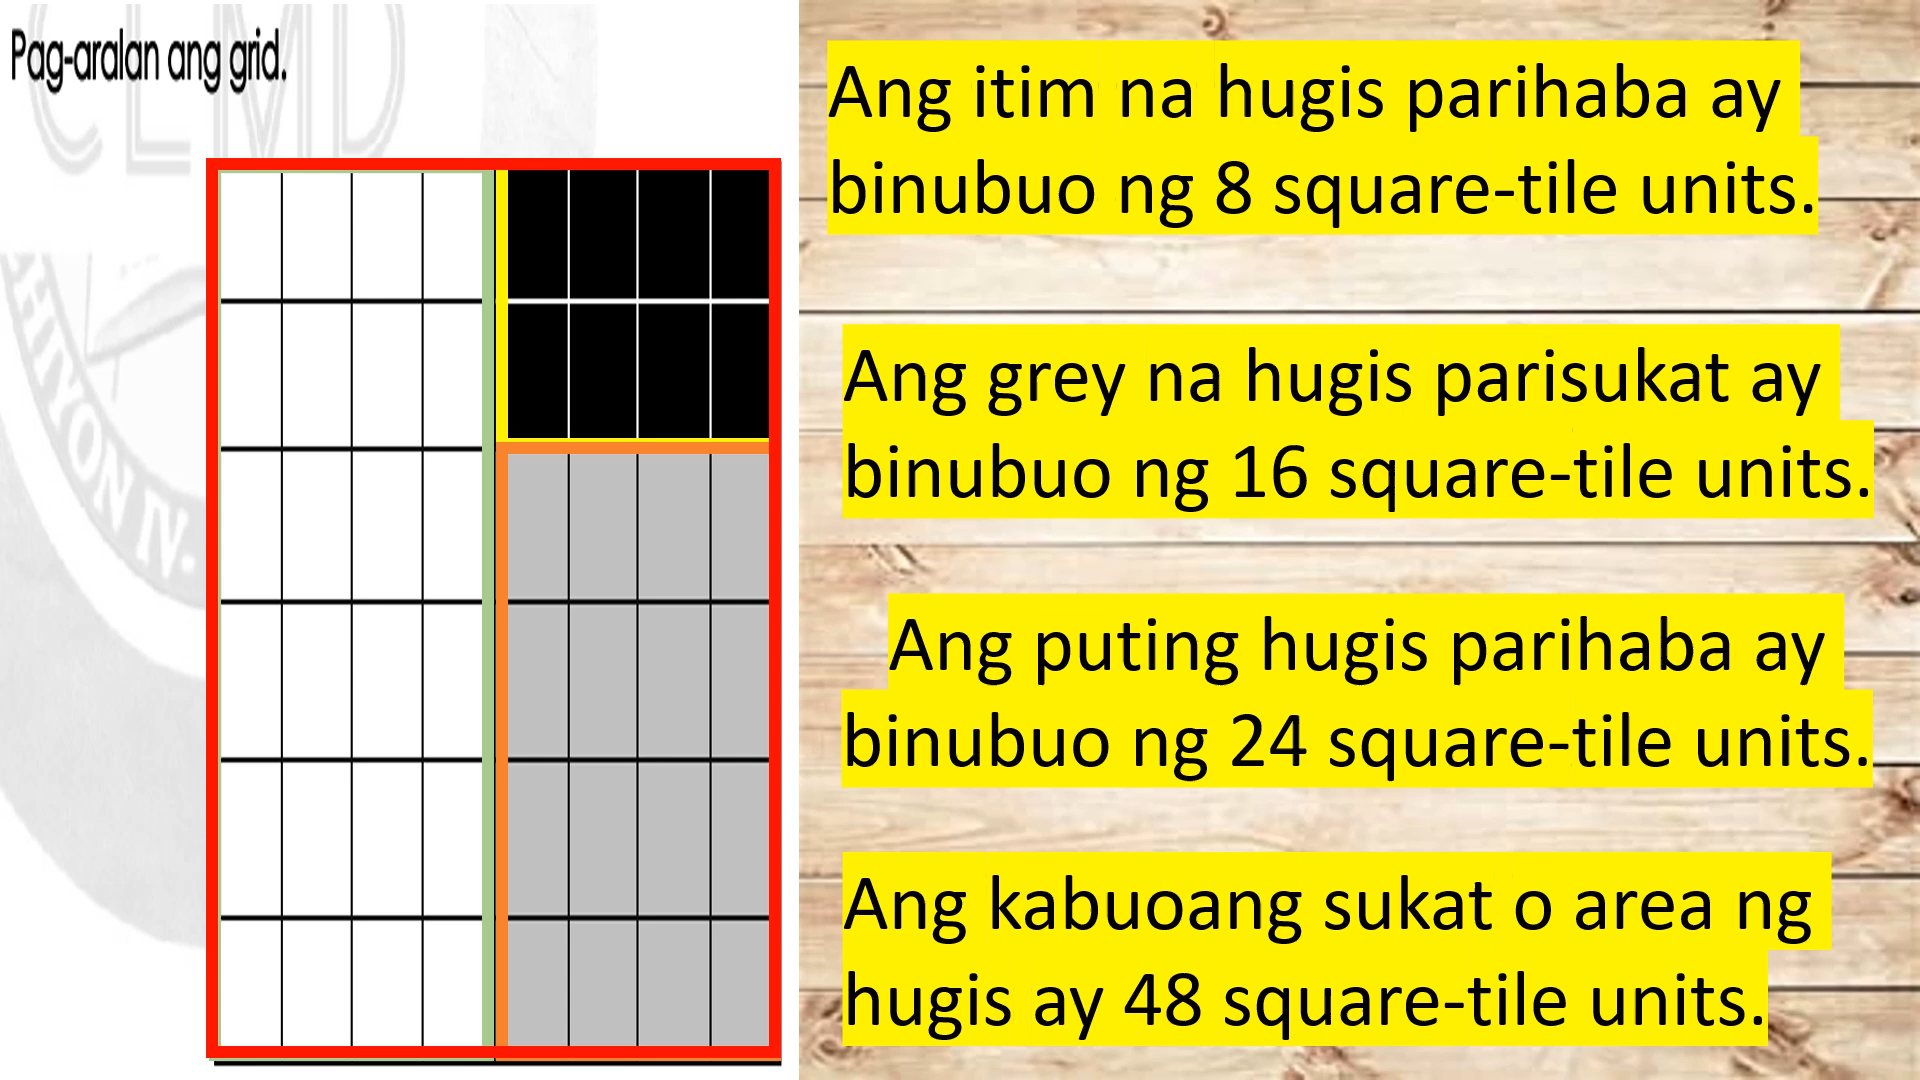 Pag-aralan ang grid.
Ang itim na hugis parihaba ay
binubuo ng 8 square-tile units.
Ang grey na hugis parisukat ay
binubuo ng 16 square-tile units.
Ang puting hugis parihaba ay
binubuo ng 24 square-tile units.
Ang kabuoang sukat o area ng
hugis ay 48 square-tile units.
CLMD